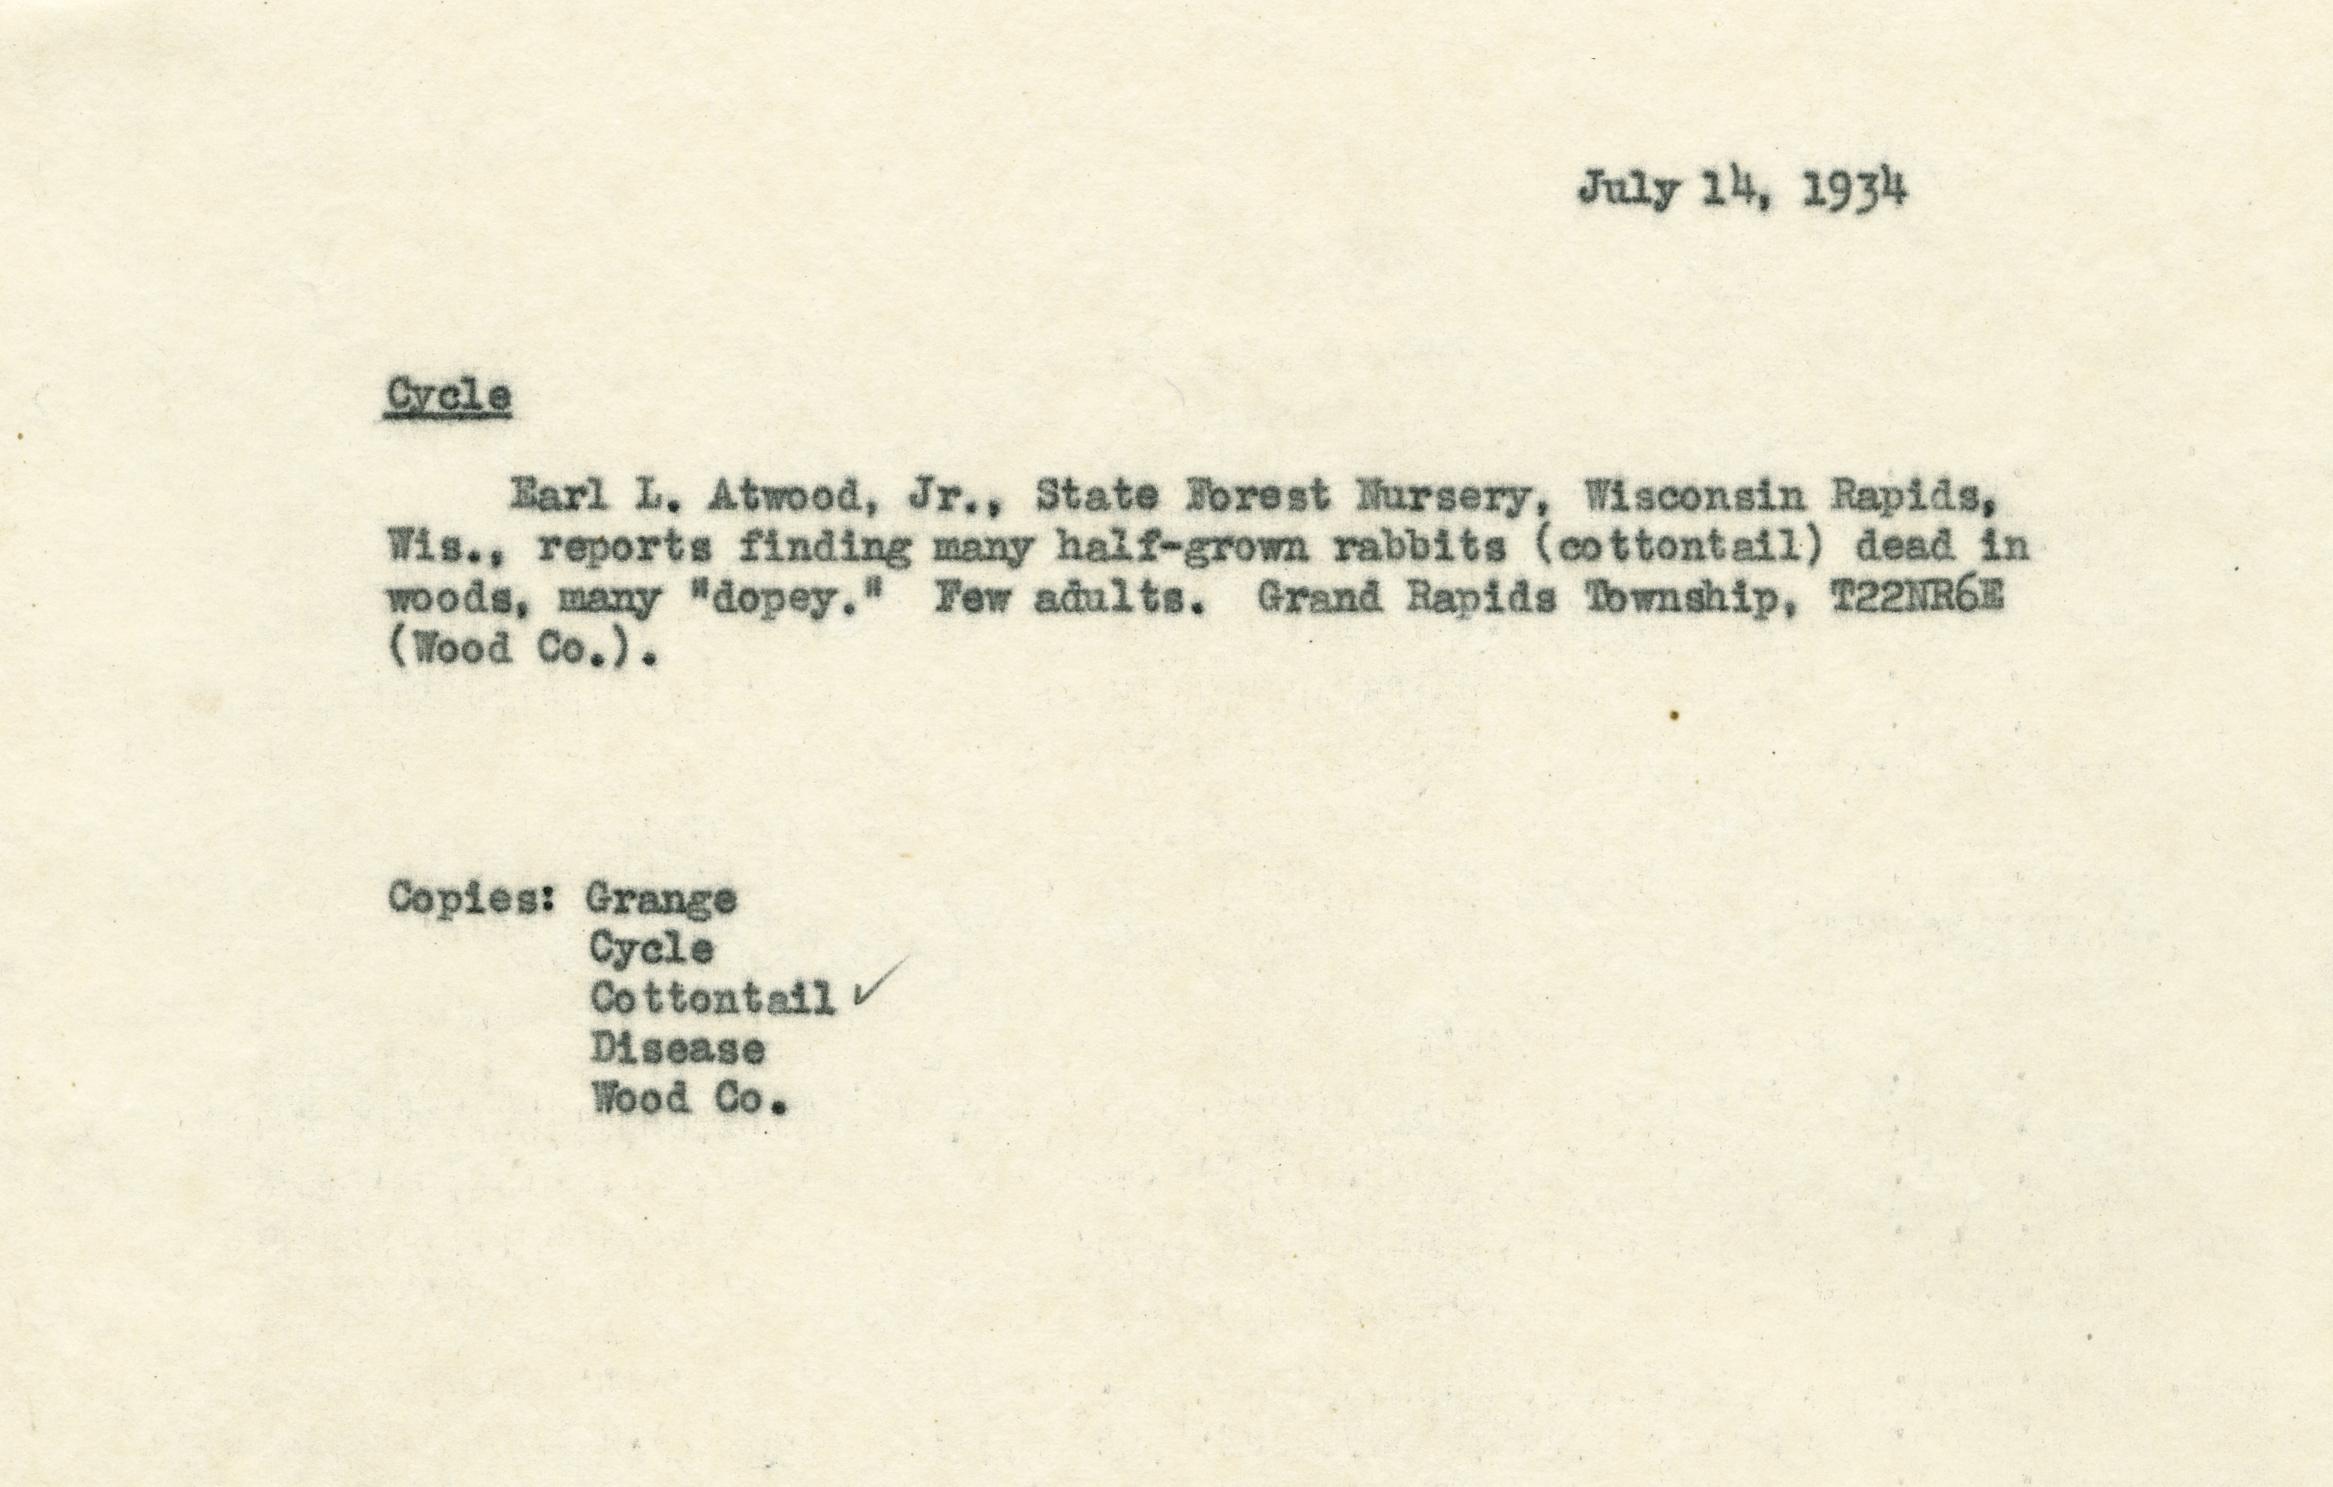 July 14, 1934
Cycle
Earl L. Atwood, Jr., State Forest Nursery, Wisconsin Rapids,
Wis., reports finding many half-grown rabbits (cottontail) dead in
woods, many "dopey." Few adults. Grand Rapids Township, T22NR6E
(Wood Co.).
Copies: Grange
Cycle
Cottontail ✓
Disease
Wood Co.